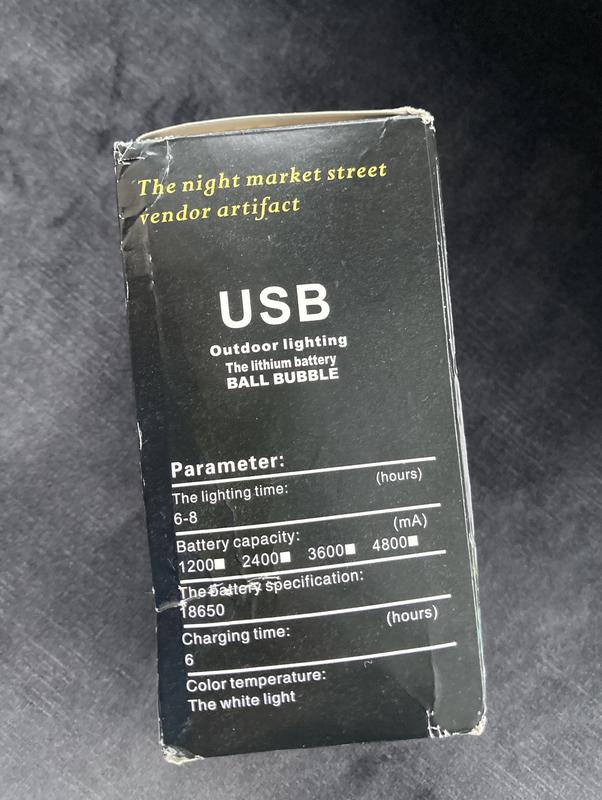 The night market street
vendor artifact
USB
Outdoor lighting
The lithium battery
BALL BUBBLE
Parameter:
The lighting time: (hours)
6-8
Battery capacity: (mA)
1200■ 2400■ 3600■ 4800■
The battery specification:
18650
Charging time: (hours)
6
Color temperature:
The white light